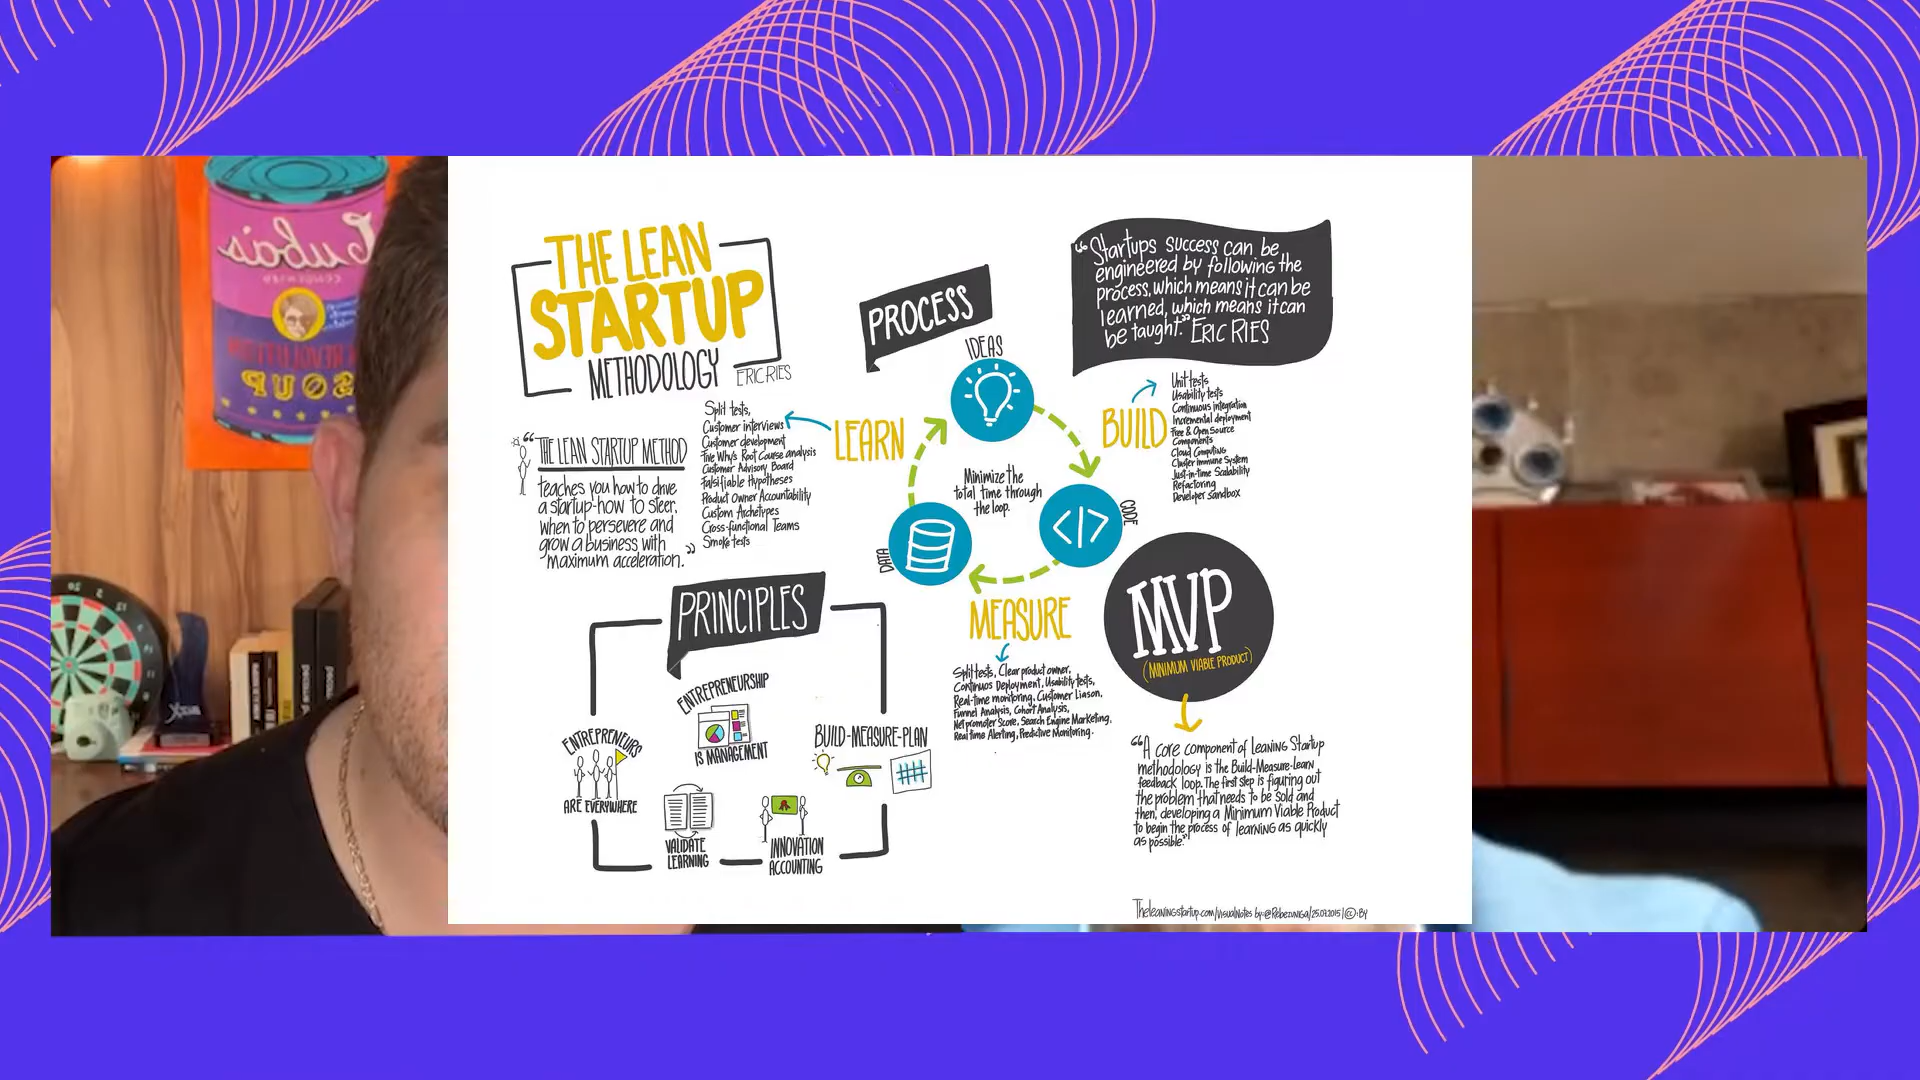 THE LEAN
STARTUP
METHODOLOGY
ERIC RIES
"THE LEAN STARTUP METHOD
teaches you how to drive
a startup-how to steer,
when to persevere and
grow a business with
maximum acceleration."
PROCESS
IDEAS
CODE
DATA
Minimize the
total time through
the loop.
"Startups success can be
engineered by following the
process, which means it can be
learned, which means it can
be taught." ERIC RIES
LEARN
Split tests,
Customer interviews
Customer development
Five Why's Root Course analysis
Customer Advisory Board
Falsifiable Hypotheses
Product Owner Accountability
Custom Archetypes
Cross-functional Teams
Smoke tests
BUILD
Unit tests
Usability tests
Continuous integration
Incremental deployment
Free & Open Source
Components
Cloud Computing
Cluster immune System
Just-in-time Scalability
Refactoring
Developer Sandbox
MEASURE
Split tests, Clear product owner,
Continuos Deployment, Usability tests,
Real-time monitoring, Customer Liason,
Funnel Analysis, Cohort Analysis,
Net promoter Score, Search Engine Marketing,
Real time Alerting, Predictive Monitoring.
MVP
(MINIMUM VIABLE PRODUCT)
"A core component of Leaning Startup
methodology is the Build-Measure-Learn
feedback loop. The first step is figuring out
the problem that needs to be sold and
then, developing a Minimum Viable Product
to begin the process of learning as quickly
as possible."
PRINCIPLES
ENTREPRENEURS
ARE EVERYWHERE
ENTREPRENEURSHIP
IS MANAGEMENT
VALIDATE
LEARNING
INNOVATION
ACCOUNTING
BUILD-MEASURE-PLAN
Cuba's
SOUP